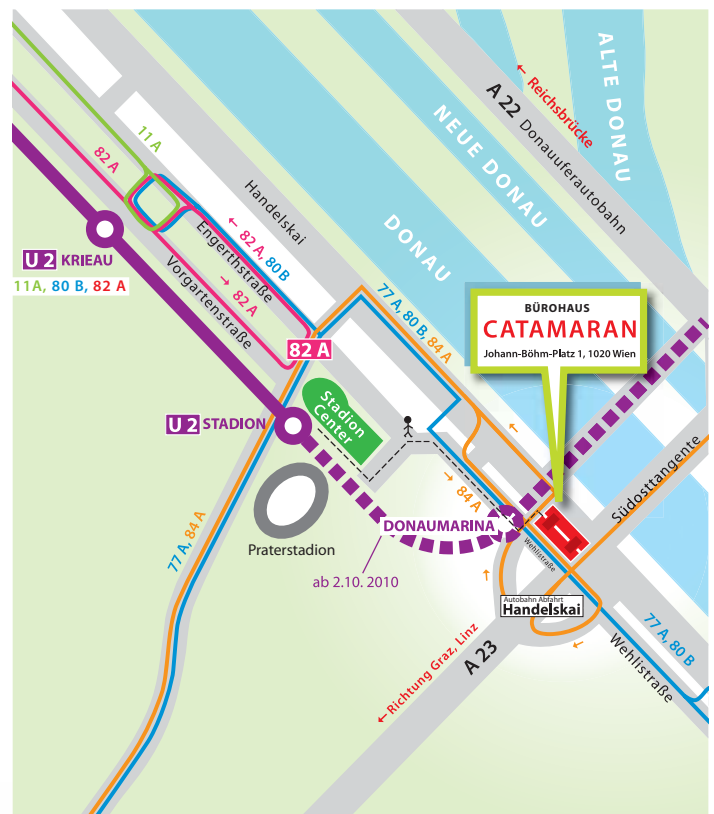 ALTE DONAU
← Reichsbrücke
A 22 Donauuferautobahn
NEUE DONAU
DONAU
11 A
82 A
Handelskai
← 82 A, 80 B
Engerthstraße
→ 82 A
Vorgartenstraße
U 2 KRIEAU
11A, 80 B, 82 A
77 A, 80 B, 84 A
BÜROHAUS
CATAMARAN
Johann-Böhm-Platz 1, 1020 Wien
82 A
Stadion
Center
U 2 STADION
←
→ 84 A
Südosttangente
DONAUMARINA
Praterstadion
Wehlistraße
77 A, 84 A
ab 2.10. 2010
Autobahn Abfahrt
Handelskai
←
←
77 A, 80 B
Wehlistraße
← Richtung Graz, Linz
A 23